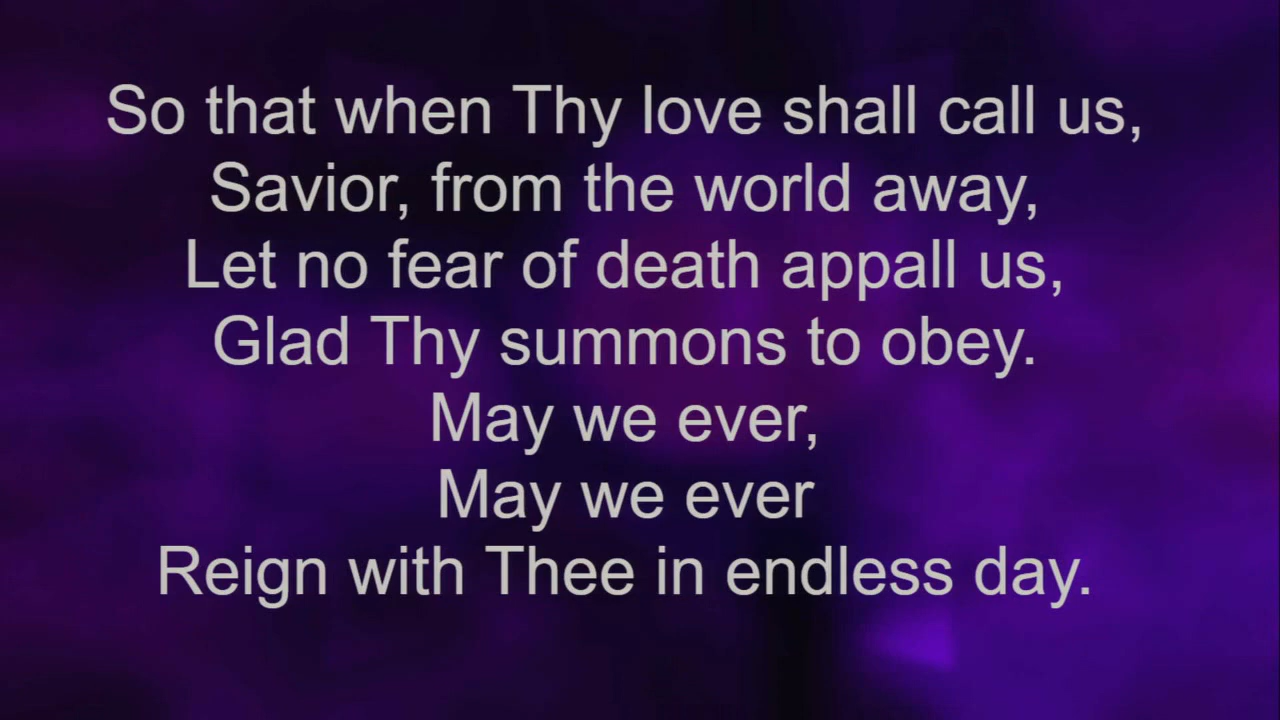 So that when Thy love shall call us,
Savior, from the world away,
Let no fear of death appall us,
Glad Thy summons to obey.
May we ever,
May we ever
Reign with Thee in endless day.